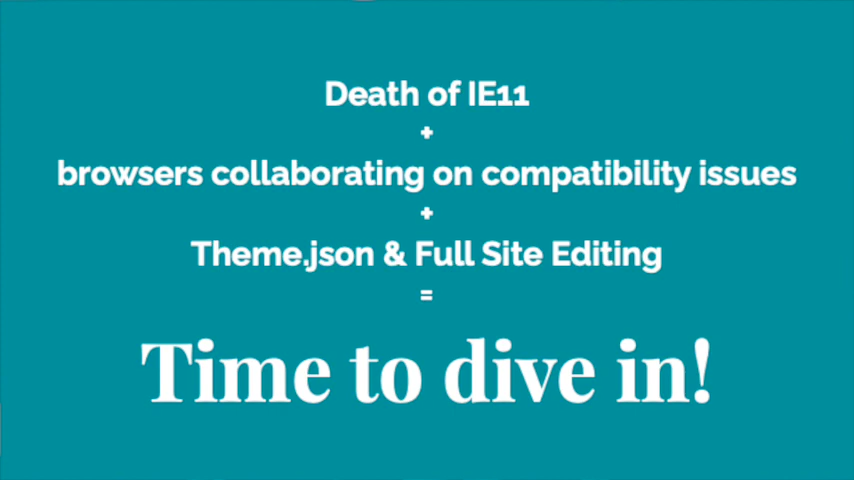 Death of IE11
+
browsers collaborating on compatibility issues
+
Theme.json & Full Site Editing
=
Time to dive in!